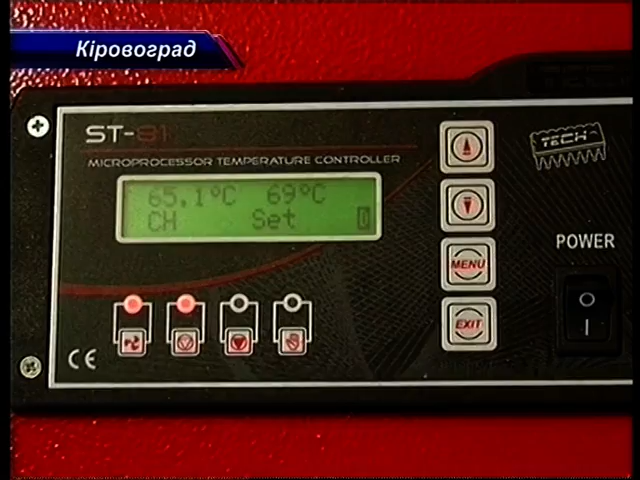 Кіровоград
ST-81
MICROPROCESSOR TEMPERATURE CONTROLLER
65.1°C 69°C
CH Set D
MENU
EXIT
TECH
POWER
O
I
CE